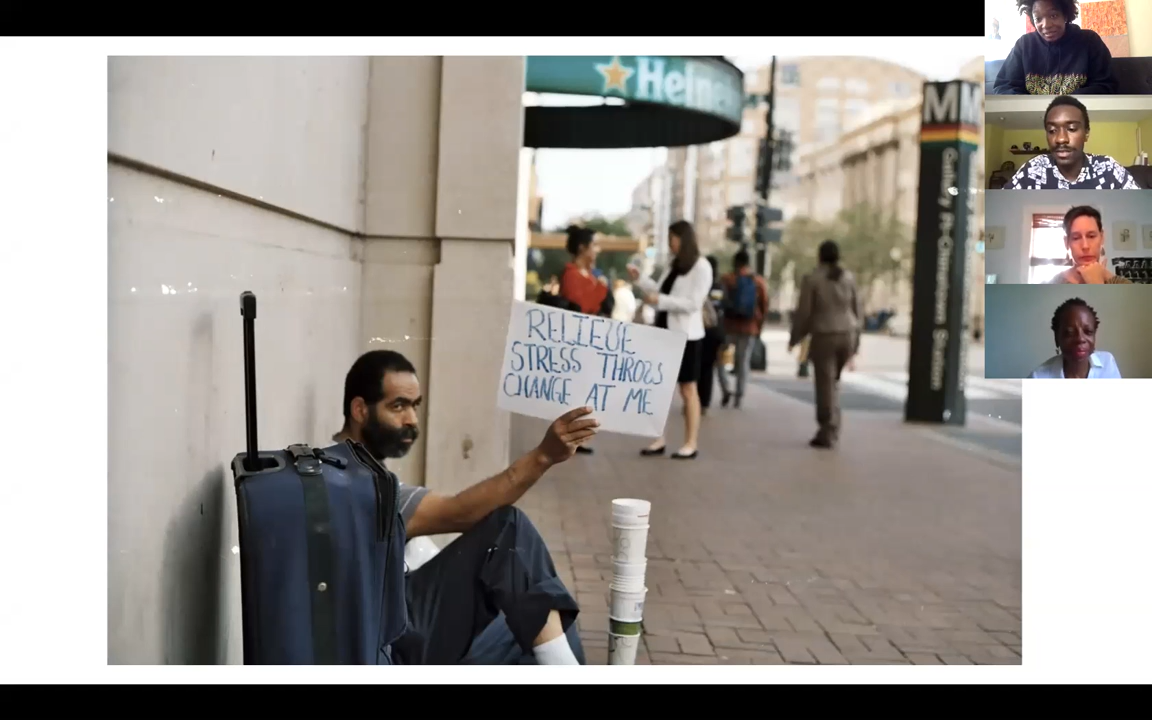 Heine
M M
Gallery Pl-Chinatown Station
RELIEVE
STRESS THROW
CHANGE AT ME